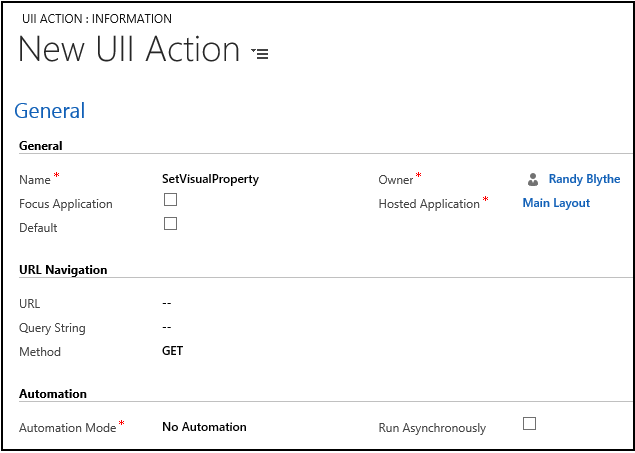 UII ACTION : INFORMATION
New UII Action
General
General
Name * SetVisualProperty Owner * Randy Blythe
Focus Application Hosted Application * Main Layout
Default
URL Navigation
URL --
Query String --
Method GET
Automation
Automation Mode * No Automation Run Asynchronously